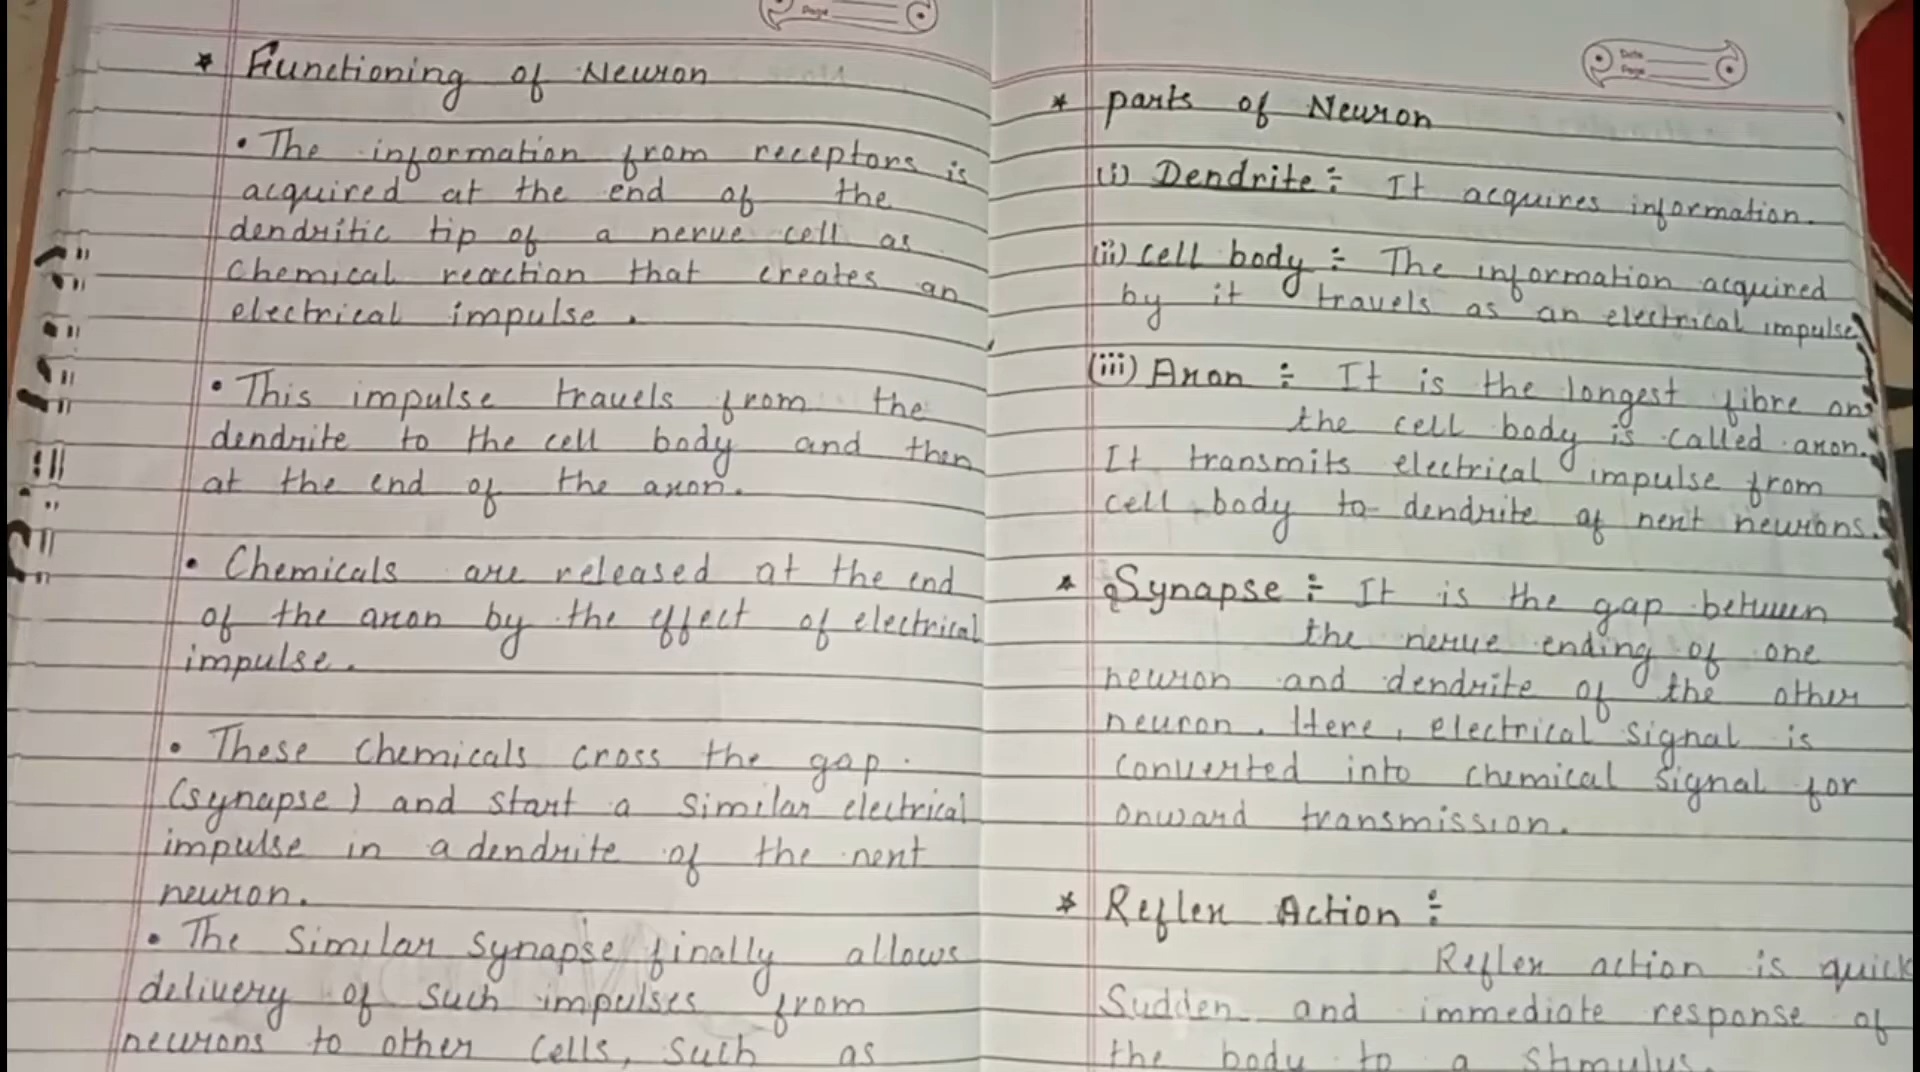 Page
* Functioning of Neuron
• The information from receptors is
acquired at the end of the
dendritic tip of a nerve cell as
chemical reaction that creates an
electrical impulse.
• This impulse travels from the
dendrite to the cell body and then
at the end of the axon.
• Chemicals are released at the end
of the axon by the effect of electrical
impulse.
• These chemicals cross the gap.
(synapse) and start a similar electrical
impulse in a dendrite of the next
neuron.
• The Similar synapse finally allows
delivery of such impulses from
neurons to other cells, such as
Date
Page
* parts of Neuron
(i) Dendrite÷ It acquires information.
(ii) cell body ÷ The information acquired
by it travels as an electrical impulse
(iii) Axon ÷ It is the longest fibre on
the cell body is called axon.
It transmits electrical impulse from
cell body to dendrite of next neurons.
* Synapse ÷ It is the gap between
the nerve ending of one
neuron and dendrite of the other
neuron. Here, electrical signal is
converted into chemical signal for
onward transmission.
* Reflex Action ÷
Reflex action is quick
Sudden and immediate response of
the body to a stimulus.